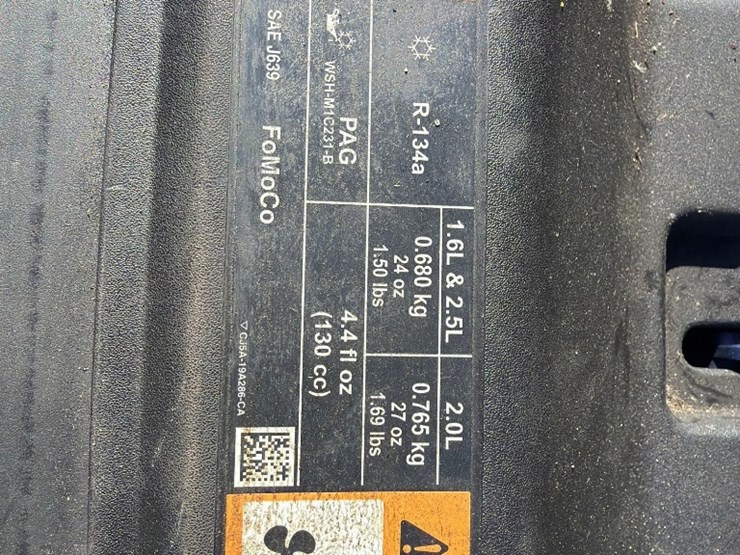 1.6L & 2.5L
2.0L
R-134a
0.680 kg
24 oz
1.50 lbs
0.765 kg
27 oz
1.69 lbs
PAG
WSH-M1C231-B
4.4 fl oz
(130 cc)
SAE J639
FoMoCo
CJ5A-19A286-CA